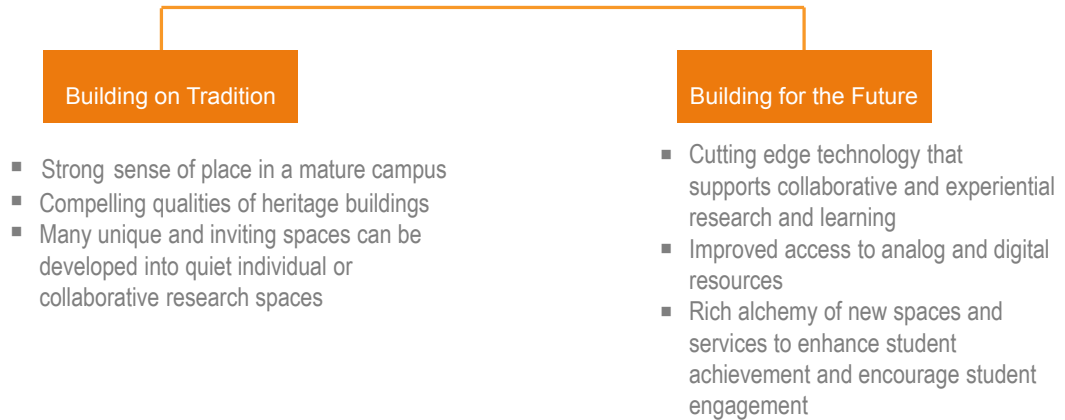 Building on Tradition
▪ Strong sense of place in a mature campus
▪ Compelling qualities of heritage buildings
▪ Many unique and inviting spaces can be
developed into quiet individual or
collaborative research spaces
Building for the Future
▪ Cutting edge technology that
supports collaborative and experiential
research and learning
▪ Improved access to analog and digital
resources
▪ Rich alchemy of new spaces and
services to enhance student
achievement and encourage student
engagement